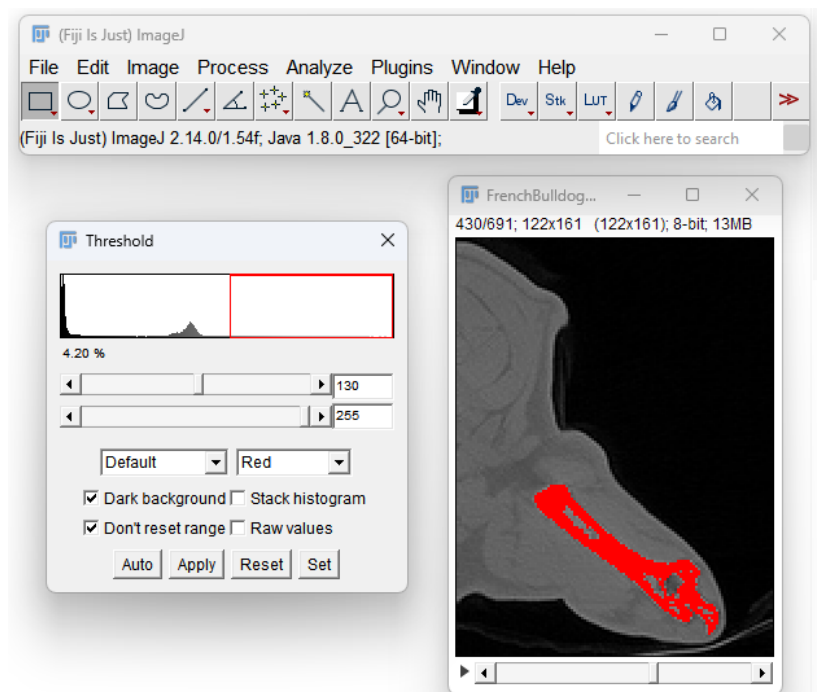 (Fiji Is Just) ImageJ
File Edit Image Process Analyze Plugins Window Help
Dev Stk LUT
(Fiji Is Just) ImageJ 2.14.0/1.54f; Java 1.8.0_322 [64-bit];
Click here to search
FrenchBulldog...
430/691; 122x161 (122x161); 8-bit; 13MB
Threshold
4.20 %
130
255
Default Red
Dark background Stack histogram
Don't reset range Raw values
Auto Apply Reset Set